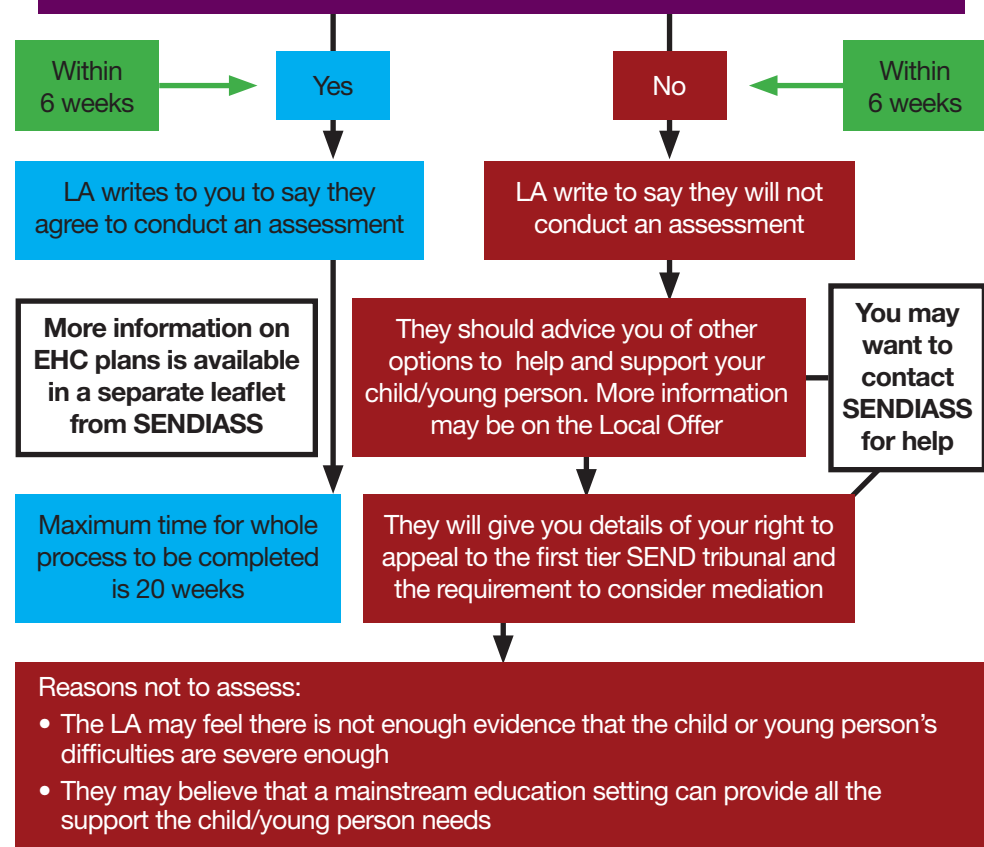 Within
6 weeks
Yes
No
Within
6 weeks
LA writes to you to say they
agree to conduct an assessment
LA write to say they will not
conduct an assessment
More information on
EHC plans is available
in a separate leaflet
from SENDIASS
They should advice you of other
options to help and support your
child/young person. More information
may be on the Local Offer
You may
want to
contact
SENDIASS
for help
Maximum time for whole
process to be completed
is 20 weeks
They will give you details of your right to
appeal to the first tier SEND tribunal and
the requirement to consider mediation
Reasons not to assess:
• The LA may feel there is not enough evidence that the child or young person’s
difficulties are severe enough
• They may believe that a mainstream education setting can provide all the
support the child/young person needs